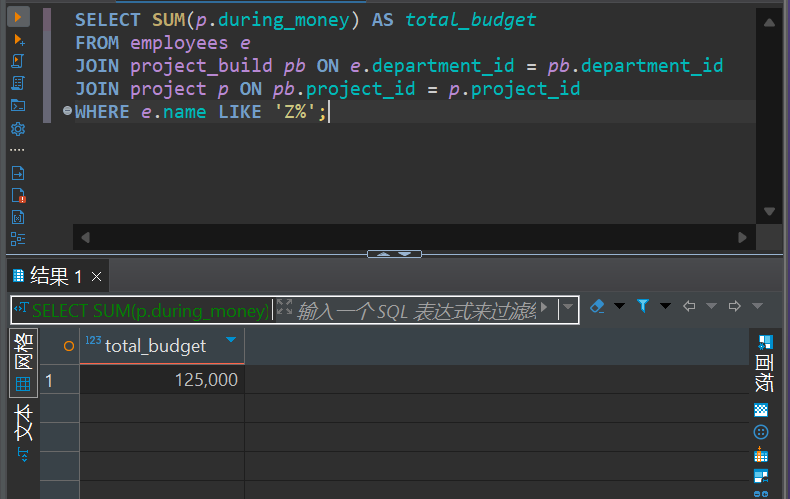 SELECT SUM(p.during_money) AS total_budget
FROM employees e
JOIN project_build pb ON e.department_id = pb.department_id
JOIN project p ON pb.project_id = p.project_id
WHERE e.name LIKE 'Z%';
结果 1
SELECT SUM(p.during_money) 输入一个 SQL 表达式来过滤
网格
文本
123 total_budget
1 125,000
面板